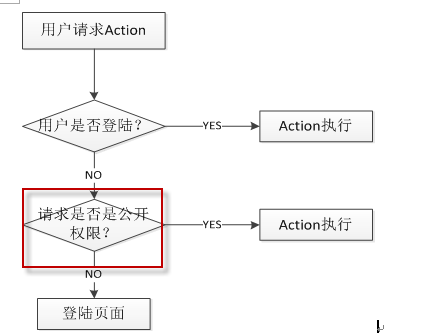 用户请求Action
用户是否登陆？
YES
Action执行
NO
请求是否是公开
权限？
YES
Action执行
NO
登陆页面